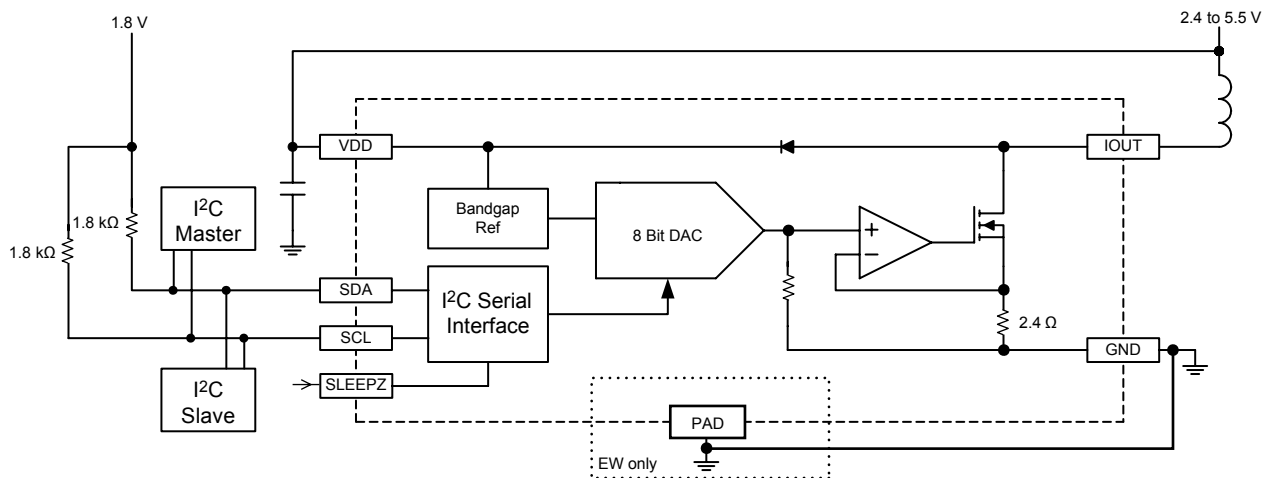 1.8 V
2.4 to 5.5 V
VDD
IOUT
I²C
Master
1.8 kΩ
1.8 kΩ
Bandgap
Ref
8 Bit DAC
+
−
SDA
I²C Serial
Interface
2.4 Ω
SCL
GND
SLEEPZ
I²C
Slave
PAD
EW only